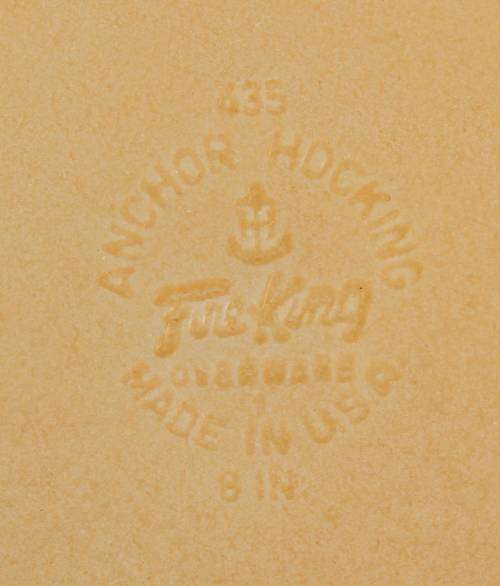 435
ANCHOR HOCKING
H
Fire-King
OVENWARE
MADE IN USA
8 IN.